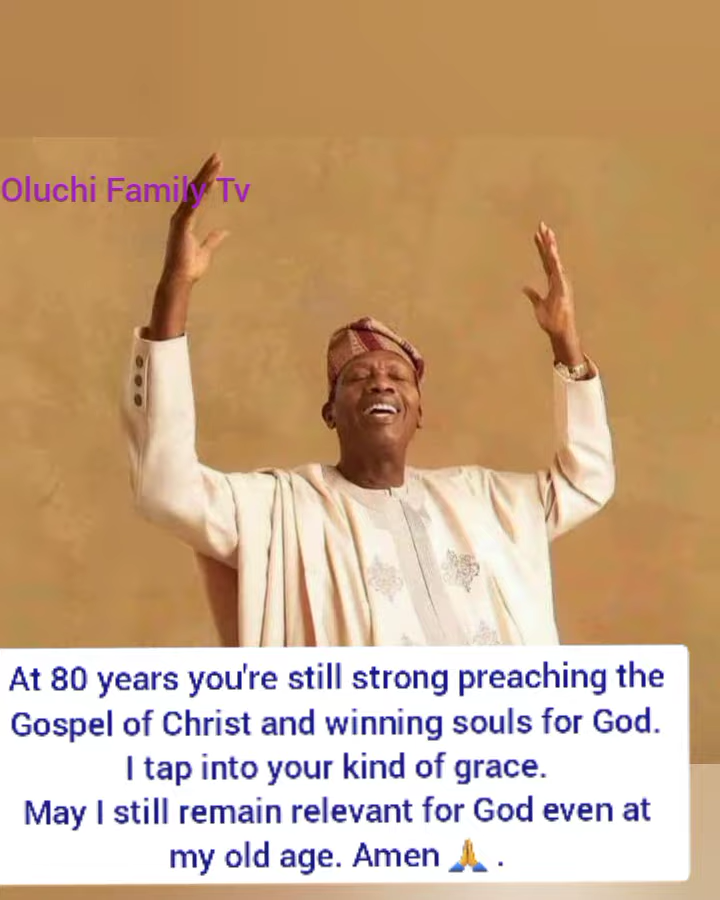 Oluchi Family Tv
At 80 years you're still strong preaching the
Gospel of Christ and winning souls for God.
I tap into your kind of grace.
May I still remain relevant for God even at
my old age. Amen 🙏 .